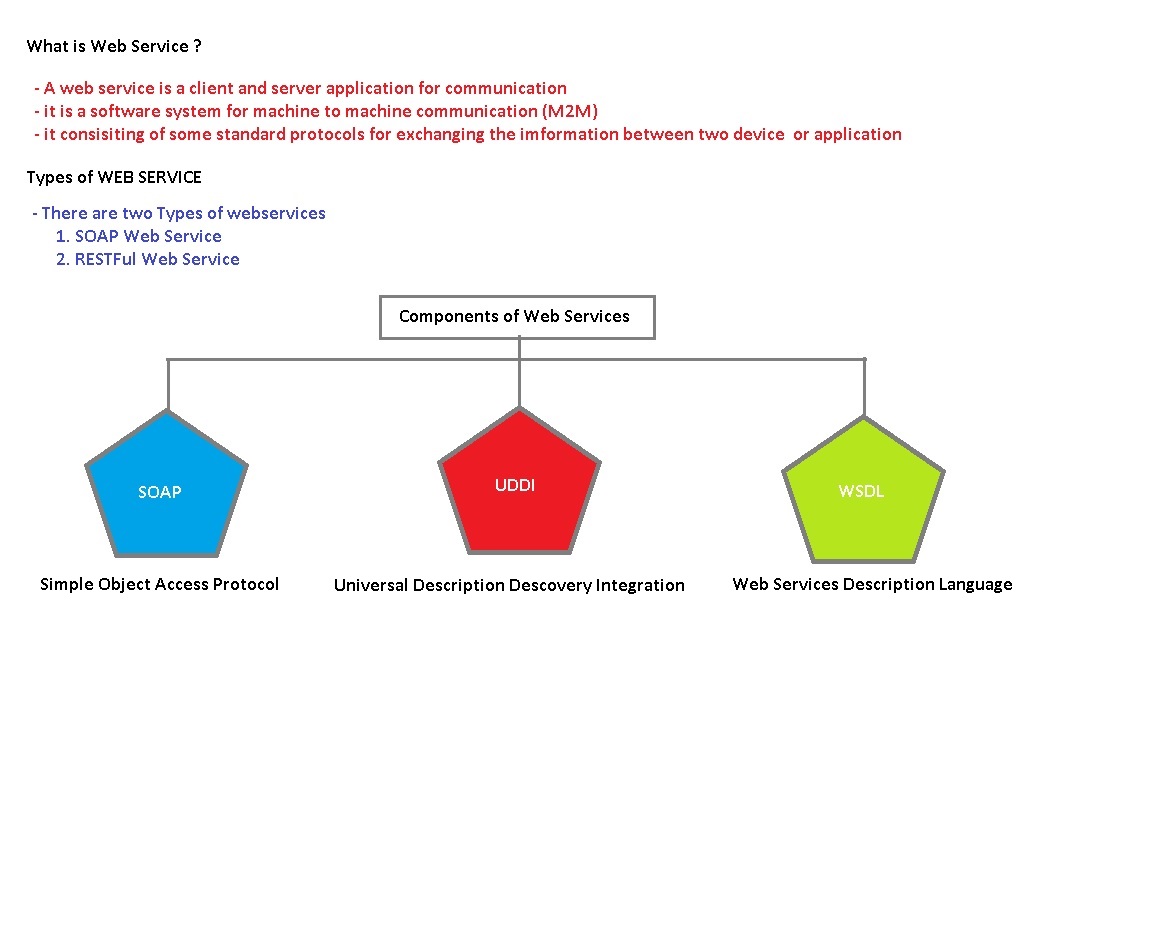 What is Web Service ?
- A web service is a client and server application for communication
- it is a software system for machine to machine communication (M2M)
- it consisiting of some standard protocols for exchanging the imformation between two device  or application
Types of WEB SERVICE
- There are two Types of webservices
1. SOAP Web Service
2. RESTFul Web Service
Components of Web Services
SOAP
UDDI
WSDL
Simple Object Access Protocol
Universal Description Descovery Integration
Web Services Description Language